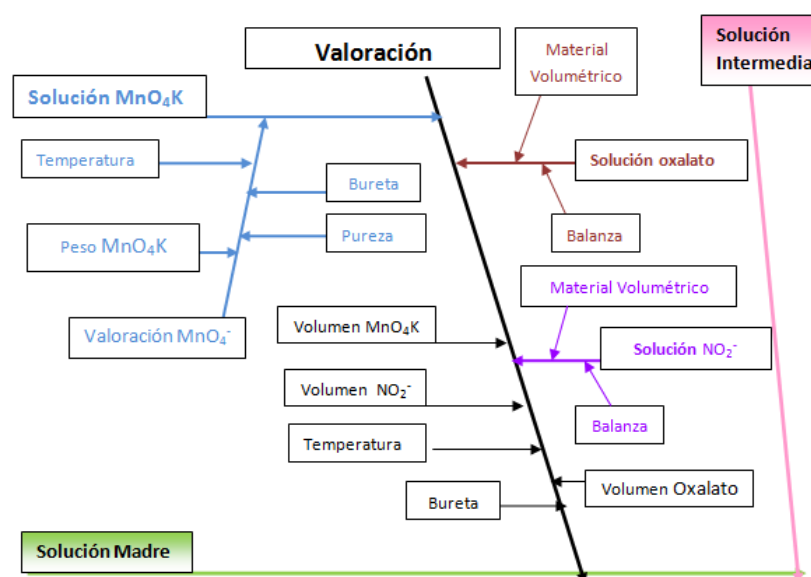 Valoración
Solución
Intermedia
Material
Volumétrico
Solución MnO₄K
Temperatura
Solución oxalato
Bureta
Pureza
Balanza
Peso MnO₄K
Material Volumétrico
Valoración MnO₄⁻
Volumen MnO₄K
Solución NO₂⁻
Volumen NO₂⁻
Balanza
Temperatura
Volumen Oxalato
Bureta
Solución Madre